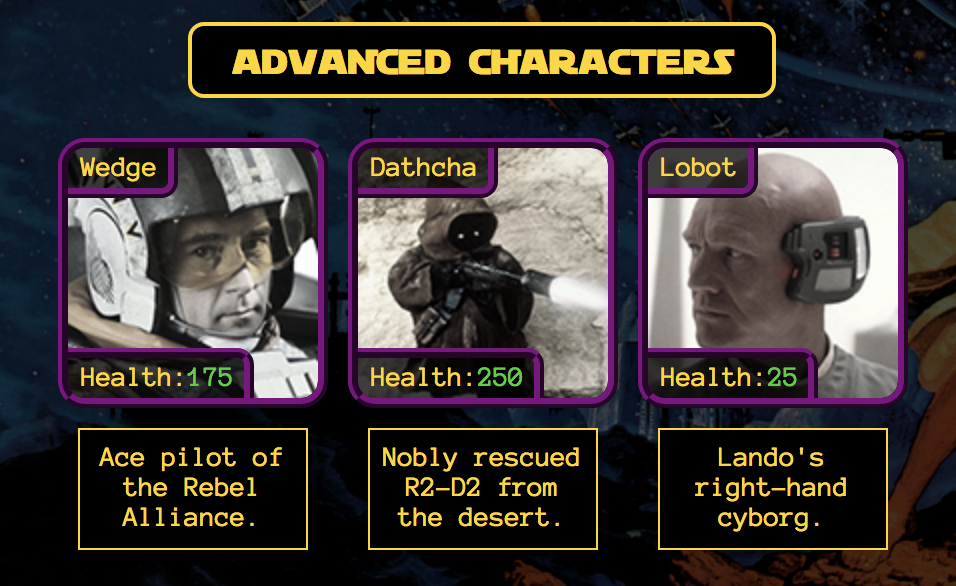 ADVANCED CHARACTERS
Wedge
Dathcha
Lobot
Health:175
Health:250
Health:25
Ace pilot of
the Rebel
Alliance.
Nobly rescued
R2-D2 from
the desert.
Lando's
right-hand
cyborg.